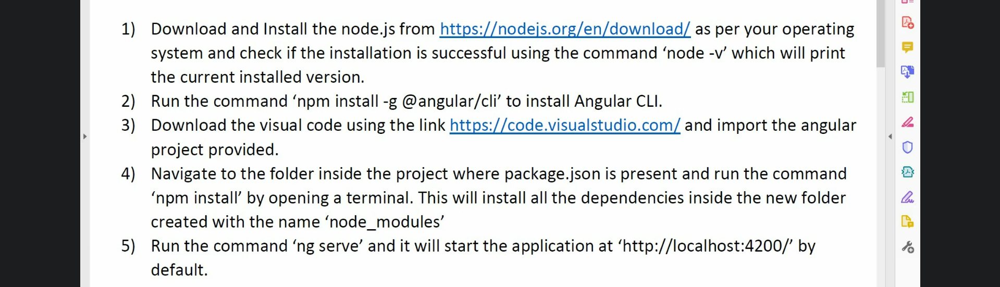 1) Download and Install the node.js from https://nodejs.org/en/download/ as per your operating
system and check if the installation is successful using the command ‘node -v’ which will print
the current installed version.
2) Run the command ‘npm install -g @angular/cli’ to install Angular CLI.
3) Download the visual code using the link https://code.visualstudio.com/ and import the angular
project provided.
4) Navigate to the folder inside the project where package.json is present and run the command
‘npm install’ by opening a terminal. This will install all the dependencies inside the new folder
created with the name ‘node_modules’
5) Run the command ‘ng serve’ and it will start the application at ‘http://localhost:4200/’ by
default.